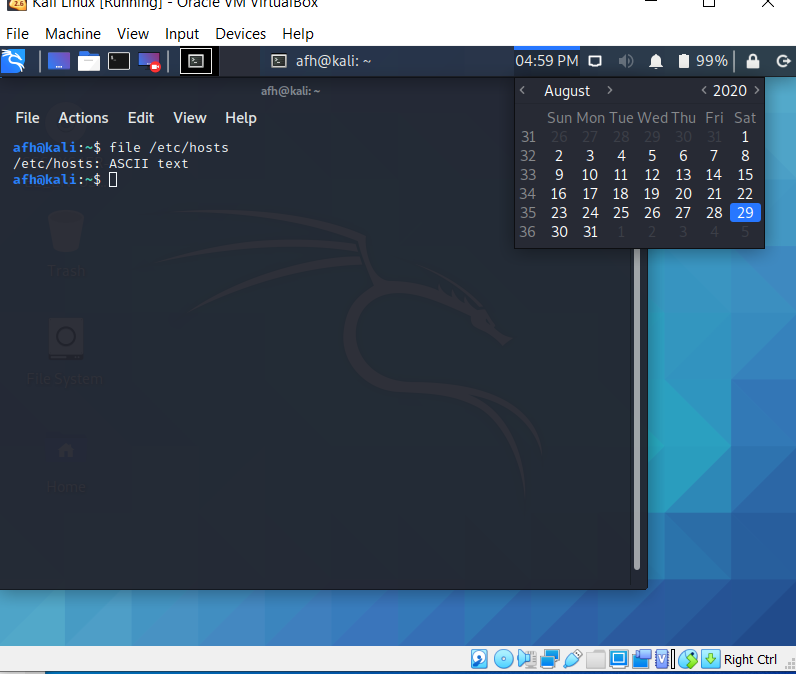 Kali Linux [Running] - Oracle VM VirtualBox
File Machine View Input Devices Help
afh@kali: ~ 04:59 PM 99%
afh@kali: ~
File Actions Edit View Help
afh@kali:~$ file /etc/hosts
/etc/hosts: ASCII text
afh@kali:~$
August 2020
Sun Mon Tue Wed Thu Fri Sat
31 26 27 28 29 30 31 1
32 2 3 4 5 6 7 8
33 9 10 11 12 13 14 15
34 16 17 18 19 20 21 22
35 23 24 25 26 27 28 29
36 30 31 1 2 3 4 5
Trash
File System
Home
Right Ctrl